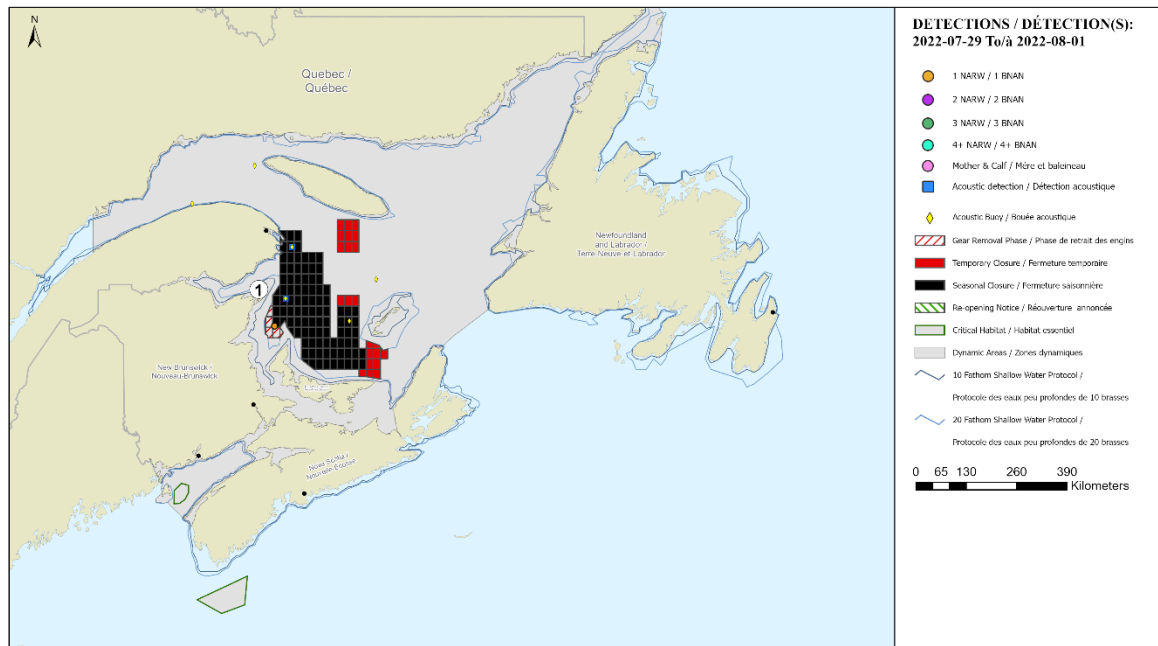 N
Quebec /
Québec
Newfoundland
and Labrador /
Terre-Neuve et Labrador
1
New Brunswick /
Nouveau-Brunswick
Nova Scotia /
Nouvelle-Écosse
DETECTIONS / DÉTECTION(S):
2022-07-29 To/à 2022-08-01
1 NARW / 1 BNAN
2 NARW / 2 BNAN
3 NARW / 3 BNAN
4+ NARW / 4+ BNAN
Mother & Calf / Mére et baleineau
Acoustic detection / Détection acoustique
Acoustic Buoy / Bouée acoustique
Gear Removal Phase / Phase de retrait des engins
Temporary Closure / Fermeture temporaire
Seasonal Closure / Fermeture saisonnière
Re-opening Notice / Réouverture annoncée
Critical Habitat / Habitat essentiel
Dynamic Areas / Zones dynamiques
10 Fathom Shallow Water Protocol /
Protocole des eaux peu profondes de 10 brasses
20 Fathom Shallow Water Protocol /
Protocole des eaux peu profondes de 20 brasses
0 65 130 260 390
Kilometers